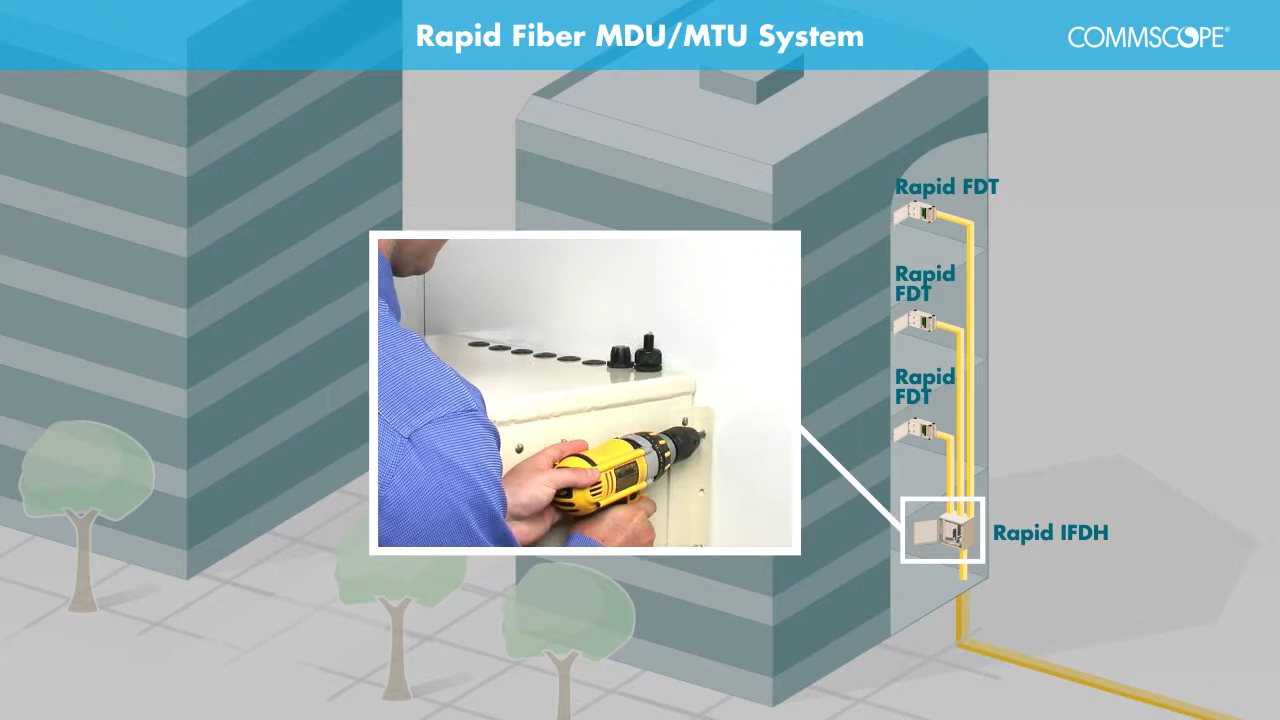 Rapid Fiber MDU/MTU System
COMMSCOPE®
Rapid FDT
Rapid
FDT
Rapid
FDT
Rapid IFDH